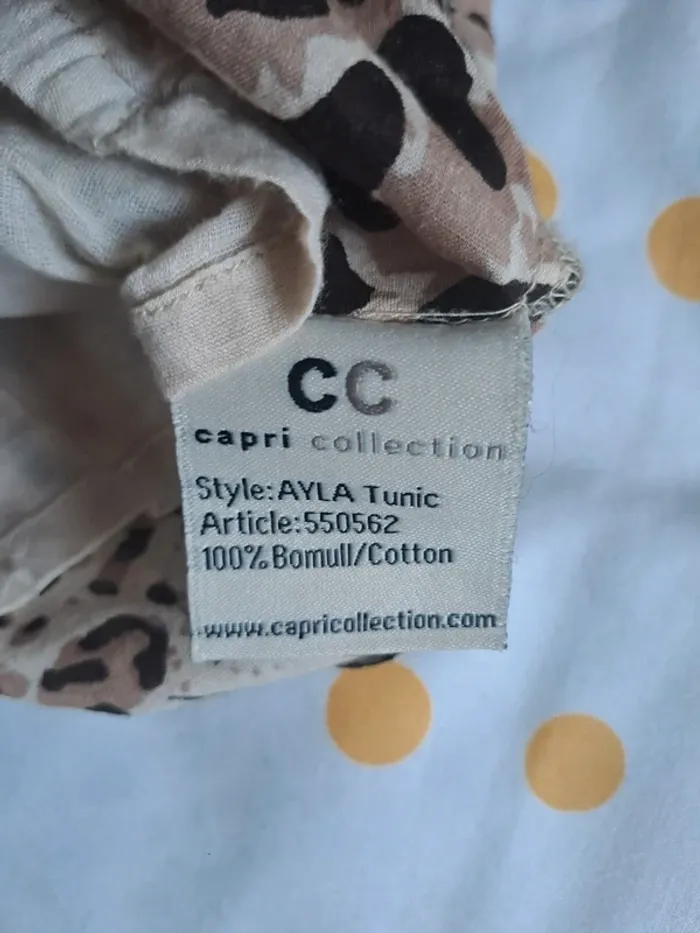 CC
capri collection
Style:AYLA Tunic
Article:550562
100% Bomull/Cotton
www.capricollection.com